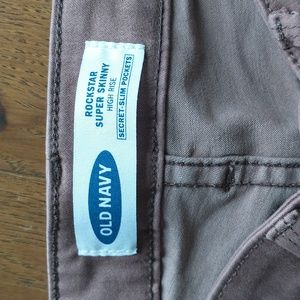 ROCKSTAR
SUPER SKINNY
HIGH RISE
SECRET-SLIM POCKETS
OLD NAVY